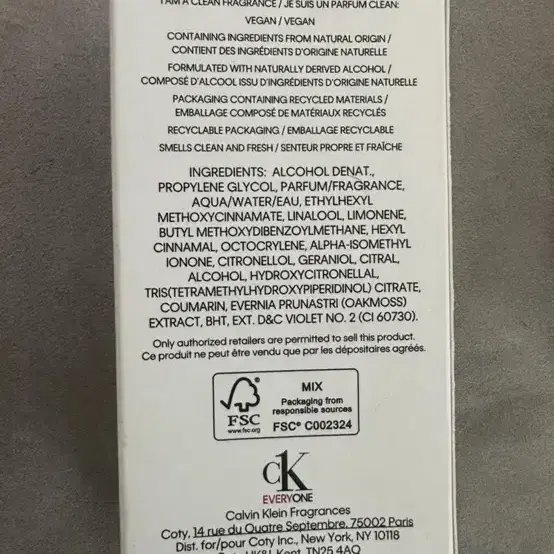 I AM A CLEAN FRAGRANCE / JE SUIS UN PARFUM CLEAN:
VEGAN / VEGAN
CONTAINING INGREDIENTS FROM NATURAL ORIGIN /
CONTIENT DES INGRÉDIENTS D'ORIGINE NATURELLE
FORMULATED WITH NATURALLY DERIVED ALCOHOL /
COMPOSÉ D'ALCOOL ISSU D'INGRÉDIENTS D'ORIGINE NATURELLE
PACKAGING CONTAINING RECYCLED MATERIALS /
EMBALLAGE COMPOSÉ DE MATÉRIAUX RECYCLÉS
RECYCLABLE PACKAGING / EMBALLAGE RECYCLABLE
SMELLS CLEAN AND FRESH / SENTEUR PROPRE ET FRAÎCHE
INGREDIENTS: ALCOHOL DENAT.,
PROPYLENE GLYCOL, PARFUM/FRAGRANCE,
AQUA/WATER/EAU, ETHYLHEXYL
METHOXYCINNAMATE, LINALOOL, LIMONENE,
BUTYL METHOXYDIBENZOYLMETHANE, HEXYL
CINNAMAL, OCTOCRYLENE, ALPHA-ISOMETHYL
IONONE, CITRONELLOL, GERANIOL, CITRAL,
ALCOHOL, HYDROXYCITRONELLAL,
TRIS(TETRAMETHYLHYDROXYPIPERIDINOL) CITRATE,
COUMARIN, EVERNIA PRUNASTRI (OAKMOSS)
EXTRACT, BHT, EXT. D&C VIOLET NO. 2 (CI 60730).
Only authorized retailers are permitted to sell this product.
Ce produit ne peut être vendu que par les dépositaires agréés.
FSC
www.fsc.org
MIX
Packaging from
responsible sources
FSC® C002324
cK
EVERYONE
Calvin Klein Fragrances
Coty, 14 rue du Quatre Septembre, 75002 Paris
Dist. for/pour Coty Inc., New York, NY 10118
Kent, TN25 4AQ